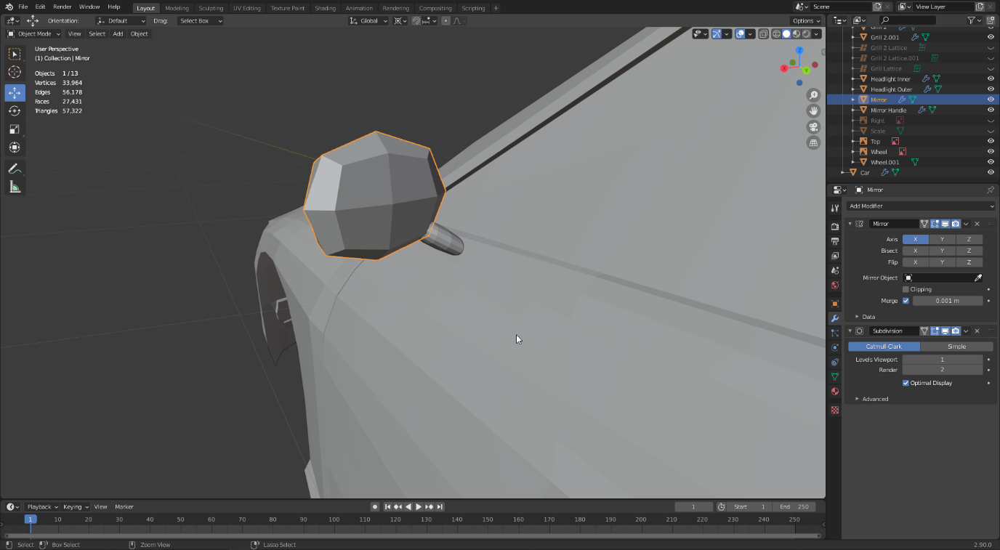 File Edit Render Window Help Layout Modeling Sculpting UV Editing Texture Paint Shading Animation Rendering Compositing Scripting + Scene View Layer
Orientation: Default Drag: Select Box Global Options
Object Mode View Select Add Object
User Perspective
(1) Collection | Mirror
Objects 1/13
Vertices 33,964
Edges 56,178
Faces 27,431
Triangles 57,322
Z
X
Y
Grill 2
Grill 2.001
Grill 2 Lattice
Grill 2 Lattice.001
Grill Lattice
Headlight Inner
Headlight Outer
Mirror
Mirror Handle
Right
Scale
Top
Wheel
Wheel.001
Car
Mirror
Add Modifier
Mirror
Axis X Y Z
Bisect X Y Z
Flip X Y Z
Mirror Object
Clipping
Merge 0.001 m
Data
Subdivision
Catmull-Clark Simple
Levels Viewport 1
Render 2
Optimal Display
Advanced
Playback Keying View Marker 1 Start 1 End 250
1 10 20 30 40 50 60 70 80 90 100 110 120 130 140 150 160 170 180 190 200 210 220 230 240 250
Select Box Select Zoom View Lasso Select 2.90.0